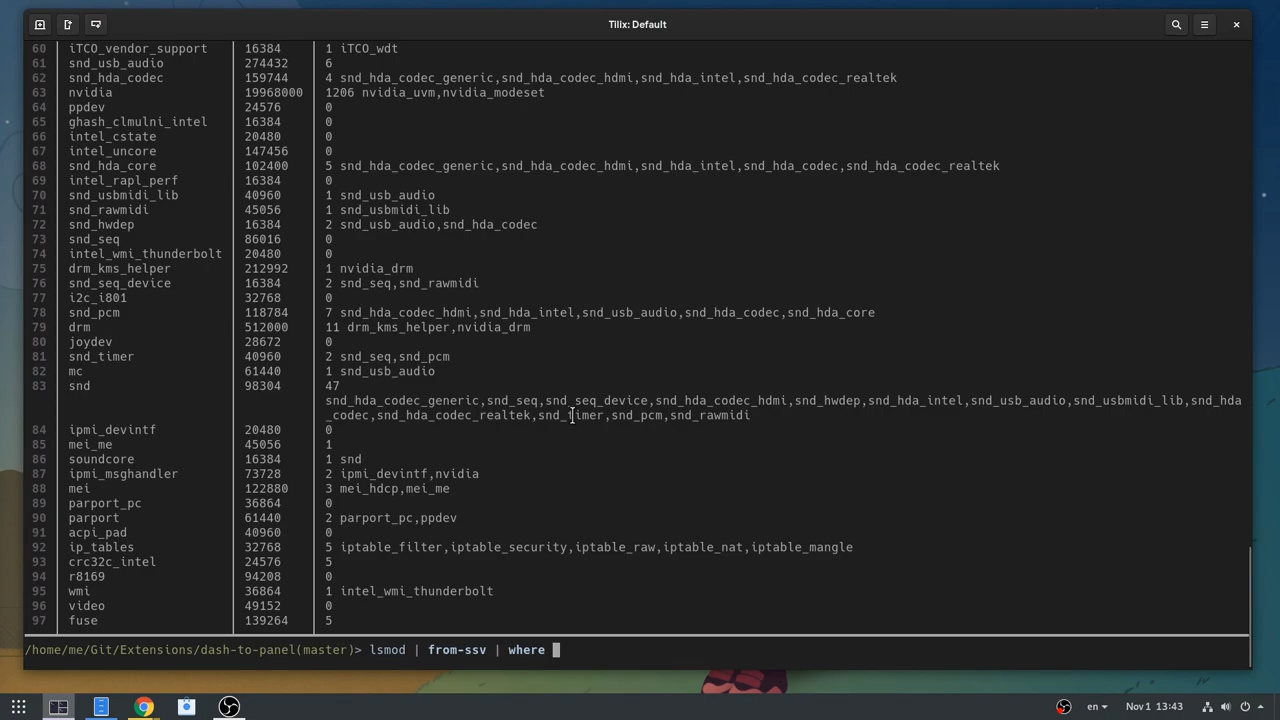 Tilix: Default
60 iTCO_vendor_support 16384 1 iTCO_wdt
61 snd_usb_audio 274432 6
62 snd_hda_codec 159744 4 snd_hda_codec_generic,snd_hda_codec_hdmi,snd_hda_intel,snd_hda_codec_realtek
63 nvidia 19968000 1206 nvidia_uvm,nvidia_modeset
64 ppdev 24576 0
65 ghash_clmulni_intel 16384 0
66 intel_cstate 20480 0
67 intel_uncore 147456 0
68 snd_hda_core 102400 5 snd_hda_codec_generic,snd_hda_codec_hdmi,snd_hda_intel,snd_hda_codec,snd_hda_codec_realtek
69 intel_rapl_perf 16384 0
70 snd_usbmidi_lib 40960 1 snd_usb_audio
71 snd_rawmidi 45056 1 snd_usbmidi_lib
72 snd_hwdep 16384 2 snd_usb_audio,snd_hda_codec
73 snd_seq 86016 0
74 intel_wmi_thunderbolt 20480 0
75 drm_kms_helper 212992 1 nvidia_drm
76 snd_seq_device 16384 2 snd_seq,snd_rawmidi
77 i2c_i801 32768 0
78 snd_pcm 118784 7 snd_hda_codec_hdmi,snd_hda_intel,snd_usb_audio,snd_hda_codec,snd_hda_core
79 drm 512000 11 drm_kms_helper,nvidia_drm
80 joydev 28672 0
81 snd_timer 40960 2 snd_seq,snd_pcm
82 mc 61440 1 snd_usb_audio
83 snd 98304 47
snd_hda_codec_generic,snd_seq,snd_seq_device,snd_hda_codec_hdmi,snd_hwdep,snd_hda_intel,snd_usb_audio,snd_usbmidi_lib,snd_hda
_codec,snd_hda_codec_realtek,snd_timer,snd_pcm,snd_rawmidi
84 ipmi_devintf 20480 0
85 mei_me 45056 1
86 soundcore 16384 1 snd
87 ipmi_msghandler 73728 2 ipmi_devintf,nvidia
88 mei 122880 3 mei_hdcp,mei_me
89 parport_pc 36864 0
90 parport 61440 2 parport_pc,ppdev
91 acpi_pad 40960 0
92 ip_tables 32768 5 iptable_filter,iptable_security,iptable_raw,iptable_nat,iptable_mangle
93 crc32c_intel 24576 5
94 r8169 94208 0
95 wmi 36864 1 intel_wmi_thunderbolt
96 video 49152 0
97 fuse 139264 5
/home/me/Git/Extensions/dash-to-panel(master)> lsmod | from-ssv | where
en Nov 1 13:43